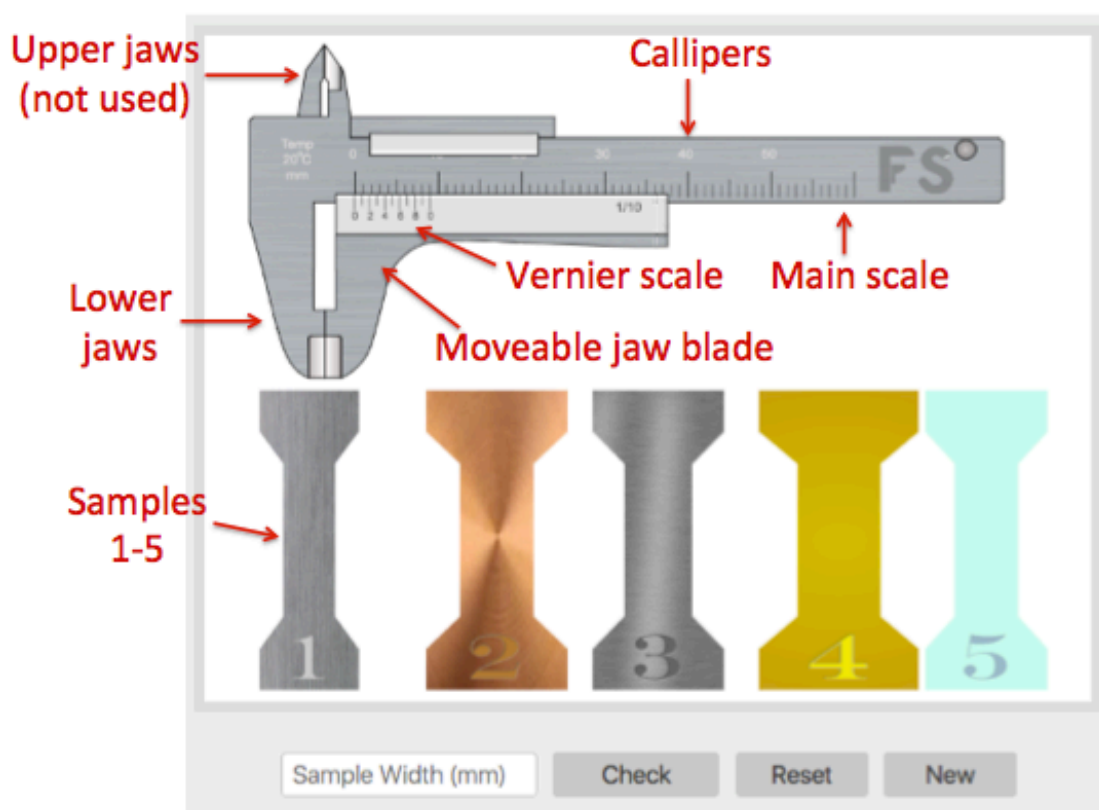 Upper jaws
(not used)
Callipers
Temp
20°C
mm
0
30
40
50
FS
0 2 4 6 8 0
1/10
Vernier scale
Main scale
Lower
jaws
Moveable jaw blade
Samples
1-5
1 2 3 4 5
Sample Width (mm)
Check
Reset
New